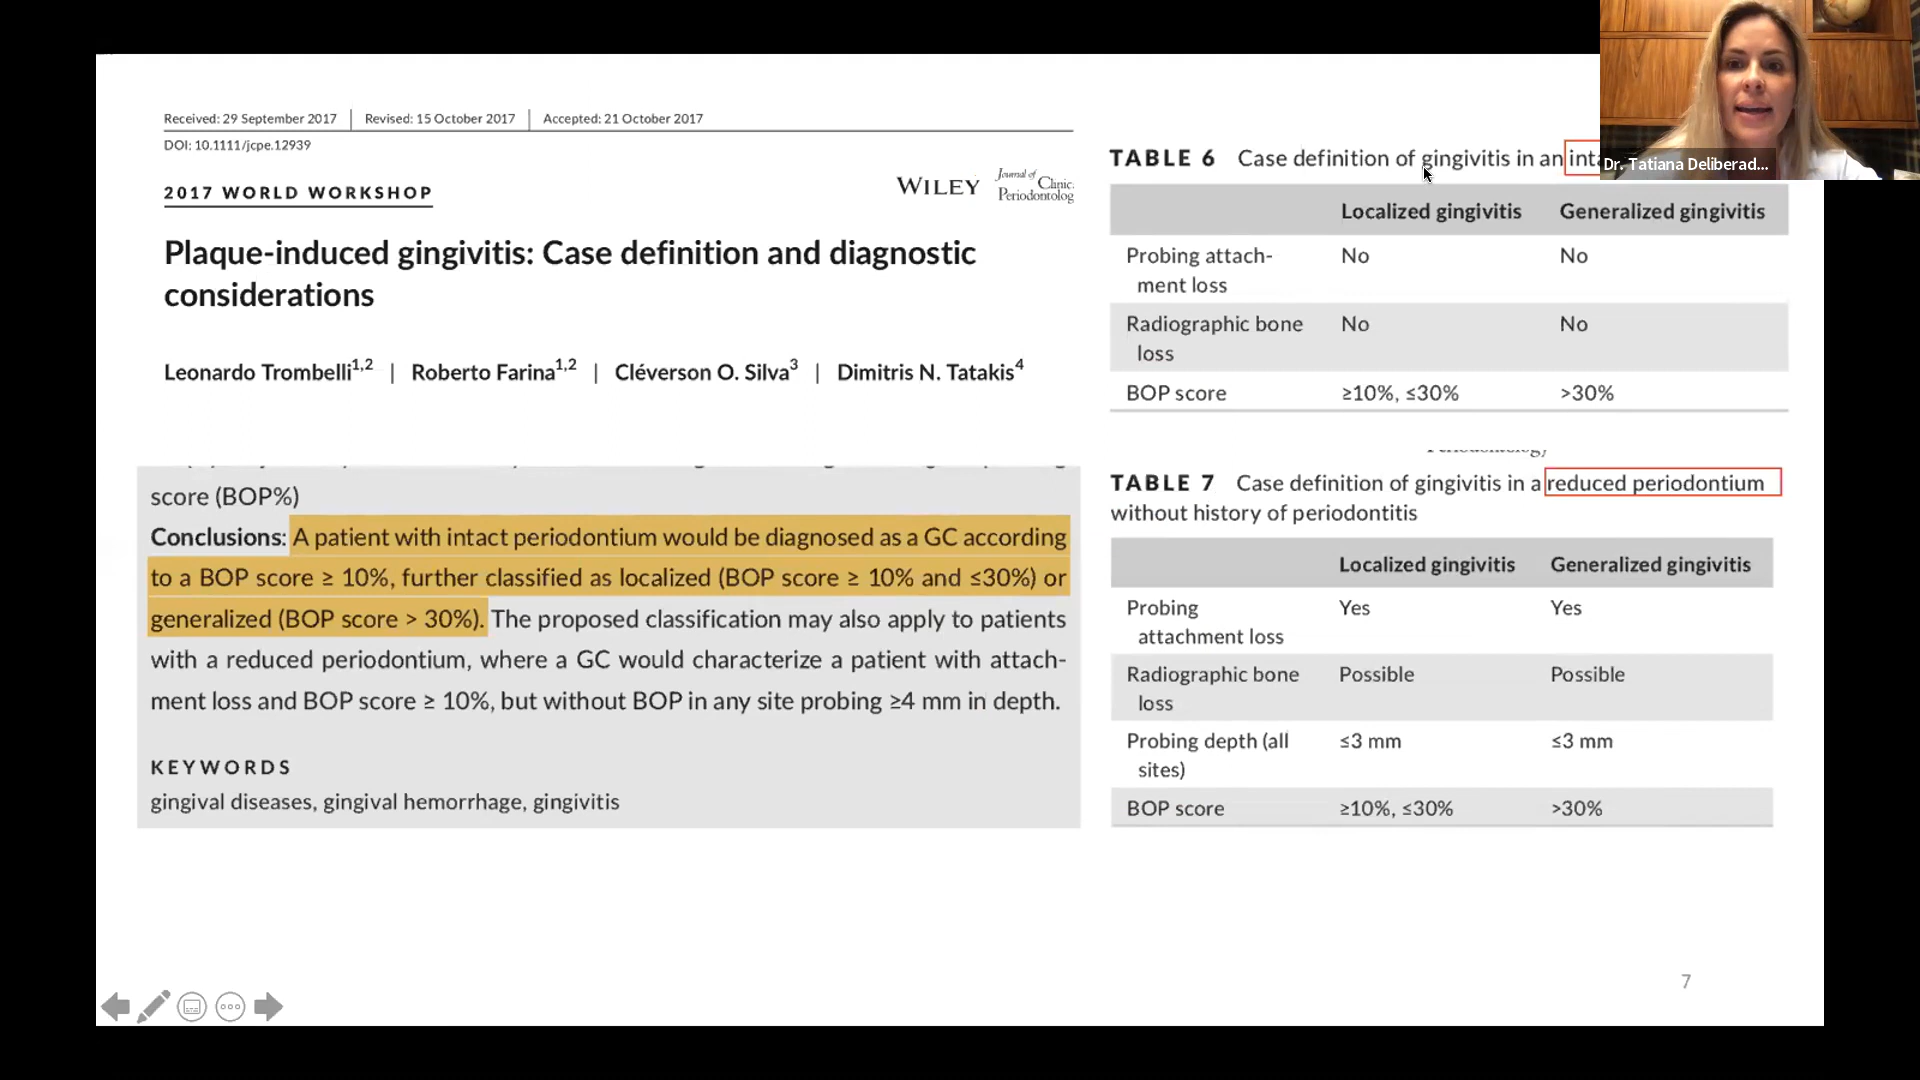 Received: 29 September 2017 | Revised: 15 October 2017 | Accepted: 21 October 2017
DOI: 10.1111/jcpe.12939
2017 WORLD WORKSHOP
WILEY
Journal of
Clinic
Periodontolog
Plaque-induced gingivitis: Case definition and diagnostic
considerations
Leonardo Trombelli1,2 | Roberto Farina1,2 | Cléverson O. Silva3 | Dimitris N. Tatakis4
score (BOP%)
Conclusions: A patient with intact periodontium would be diagnosed as a GC according
to a BOP score ≥ 10%, further classified as localized (BOP score ≥ 10% and ≤30%) or
generalized (BOP score > 30%). The proposed classification may also apply to patients
with a reduced periodontium, where a GC would characterize a patient with attach-
ment loss and BOP score ≥ 10%, but without BOP in any site probing ≥4 mm in depth.
KEYWORDS
gingival diseases, gingival hemorrhage, gingivitis
TABLE 6 Case definition of gingivitis in an int
Localized gingivitis Generalized gingivitis
Probing attach- No No
ment loss
Radiographic bone No No
loss
BOP score ≥10%, ≤30% >30%
TABLE 7 Case definition of gingivitis in a reduced periodontium
without history of periodontitis
Localized gingivitis Generalized gingivitis
Probing Yes Yes
attachment loss
Radiographic bone Possible Possible
loss
Probing depth (all ≤3 mm ≤3 mm
sites)
BOP score ≥10%, ≤30% >30%
7
Dr. Tatiana Deliberad...